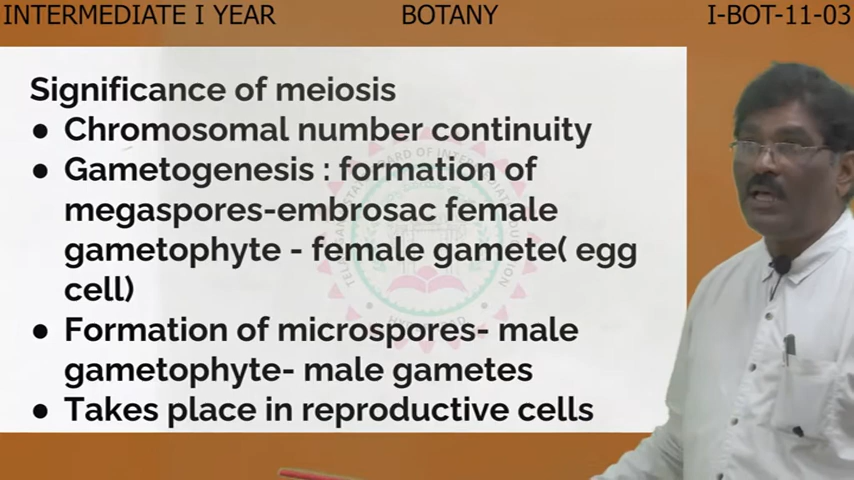 INTERMEDIATE I YEAR BOTANY I-BOT-11-03
Significance of meiosis
● Chromosomal number continuity
● Gametogenesis : formation of
megaspores-embrosac female
gametophyte - female gamete( egg
cell)
● Formation of microspores- male
gametophyte- male gametes
● Takes place in reproductive cells